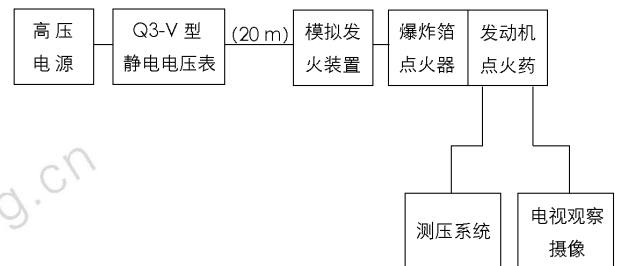 高压
电源
Q3-V 型
静电电压表
(20 m)
模拟发
火装置
爆炸箔
点火器
发动机
点火药
测压系统
电视观察
摄像
g.cn